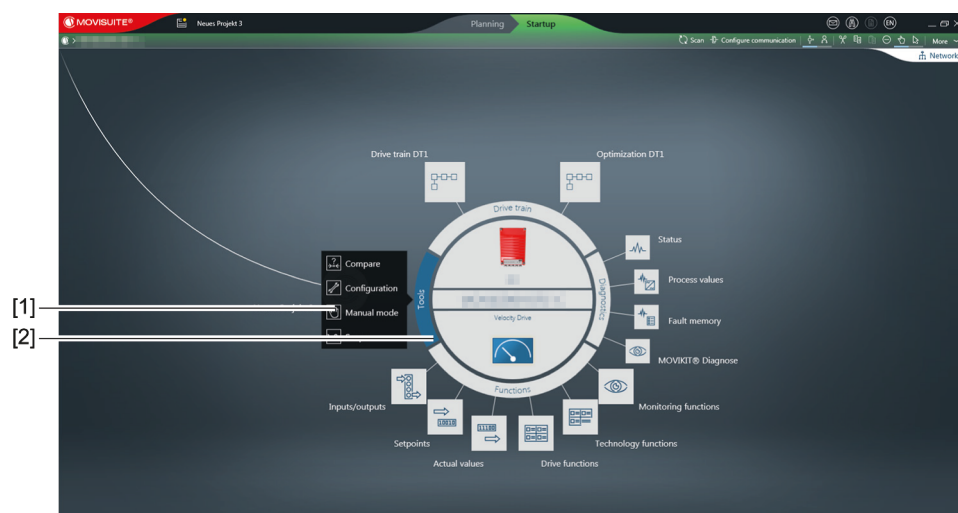 MOVISUITE® Neues Projekt 3 Planning Startup EN
> Scan Configure communication More
Network
Drive train DT1 Optimization DT1
Drive train
Status
Compare
Process values
Configuration
Tools
Diagnostics
[1] Manual mode
Velocity Drive
Fault memory
[2]
MOVIKIT® Diagnose
Functions
Inputs/outputs
Monitoring functions
10010
11100
Setpoints
Technology functions
Actual values
Drive functions